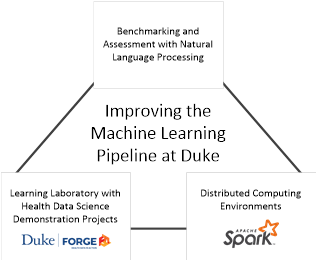 Benchmarking and
Assessment with Natural
Language Processing
Improving the
Machine Learning
Pipeline at Duke
Learning Laboratory with
Health Data Science
Demonstration Projects
Duke FORGE
Distributed Computing
Environments
APACHE
Spark